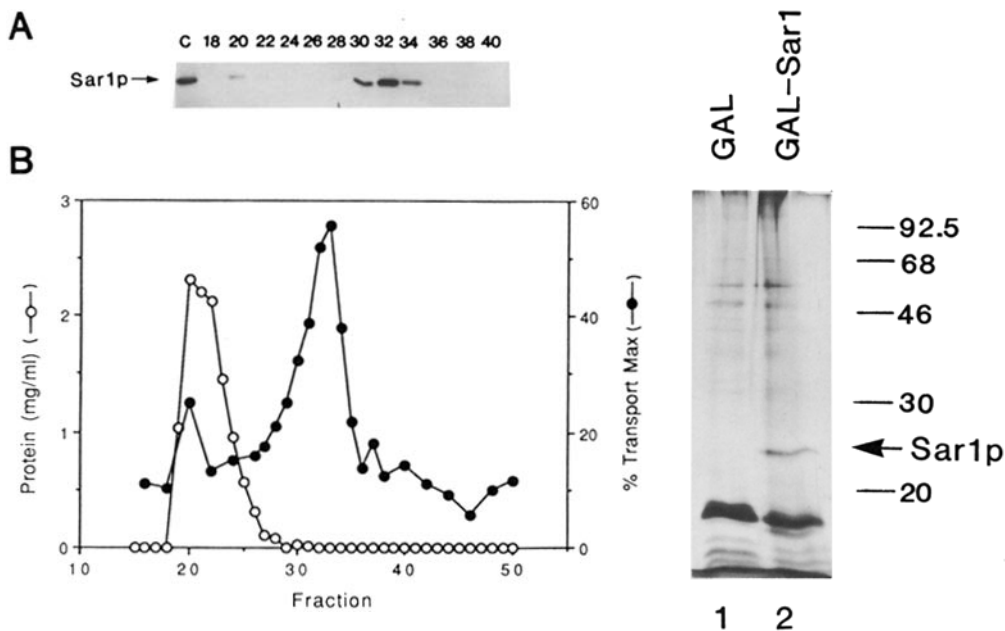 A
C 18 20 22 24 26 28 30 32 34 36 38 40
Sar1p
B
3
2
1
0
Protein (mg/ml) (—o—)
60
40
20
0
% Transport Max (—●—)
10 20 30 40 50
Fraction
GAL
GAL-Sar1
92.5
68
46
30
Sar1p
20
1 2